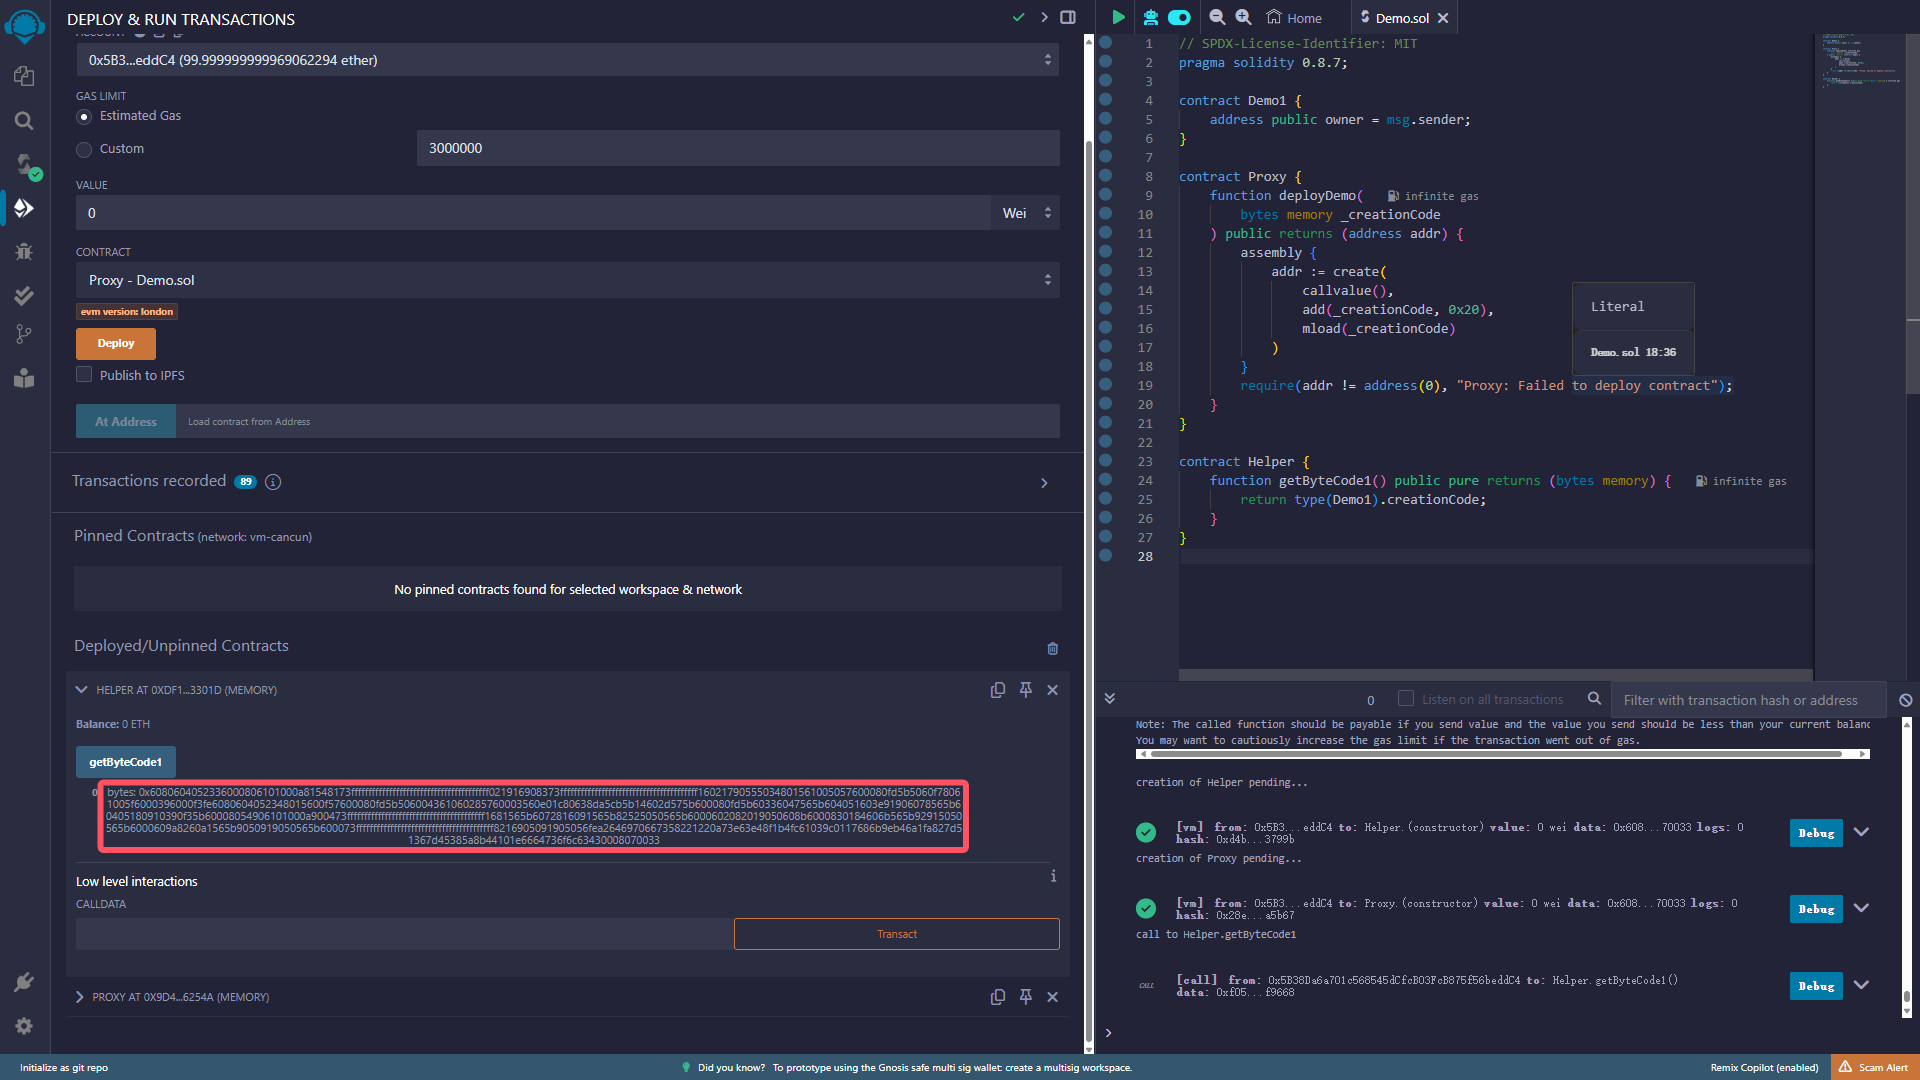 DEPLOY & RUN TRANSACTIONS
0x5B3...eddC4 (99.999999999969062294 ether)
GAS LIMIT
Estimated Gas
Custom
3000000
VALUE
0
Wei
CONTRACT
Proxy - Demo.sol
evm version: london
Deploy
Publish to IPFS
At Address
Load contract from Address
Transactions recorded 89
Pinned Contracts (network: vm-cancun)
No pinned contracts found for selected workspace & network
Deployed/Unpinned Contracts
HELPER AT 0XDF1...3301D (MEMORY)
Balance: 0 ETH
getByteCode1
bytes:
Low level interactions
CALLDATA
Transact
PROXY AT 0X9D4...6254A (MEMORY)
Home
Demo.sol
1 // SPDX-License-Identifier: MIT
2 pragma solidity 0.8.7;
3
4 contract Demo1 {
5 address public owner = msg.sender;
6 }
7
8 contract Proxy {
9 function deployDemo( infinite gas
10 bytes memory _creationCode
11 ) public returns (address addr) {
12 assembly {
13 addr := create(
14 callvalue(),
15 add(_creationCode, 0x20),
16 mload(_creationCode)
17 )
18 }
19 require(addr != address(0), "Proxy: Failed to deploy contract");
20 }
21 }
22
23 contract Helper {
24 function getByteCode1() public pure returns (bytes memory) { infinite gas
25 return type(Demo1).creationCode;
26 }
27 }
28
Literal
Demo.sol 18:36
0
Listen on all transactions
Filter with transaction hash or address
Note: The called function should be payable if you send value and the value you send should be less than your current balanc
You may want to cautiously increase the gas limit if the transaction went out of gas.
creation of Helper pending...
[vm] from: 0x5B3...eddC4 to: Helper.(constructor) value: 0 wei data: 0x608...70033 logs: 0
hash: 0xd4b...3799b
Debug
creation of Proxy pending...
[vm] from: 0x5B3...eddC4 to: Proxy.(constructor) value: 0 wei data: 0x608...70033 logs: 0
hash: 0x28e...a5b67
Debug
call to Helper.getByteCode1
CALL
[call] from: 0x5B38Da6a701c568545dCfcB03FcB875f56beddC4 to: Helper.getByteCode1()
data: 0xf05...f9668
Debug
>
Initialize as git repo
Did you know? To prototype using the Gnosis safe multi sig wallet: create a multisig workspace.
Remix Copilot (enabled)
Scam Alert